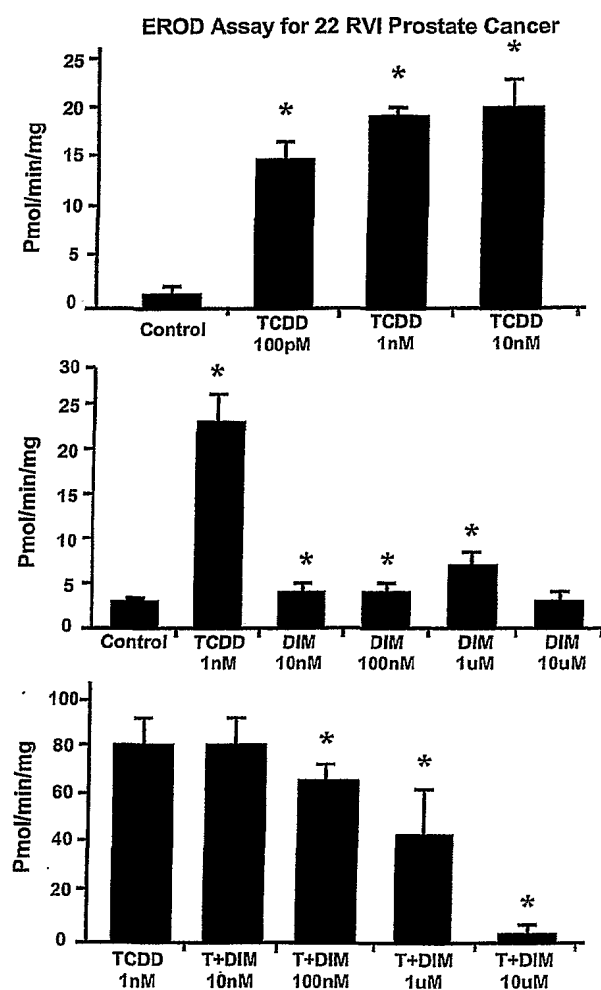 EROD Assay for 22 RVI Prostate Cancer
Pmol/min/mg
25
20
15
10
5
0
* * *
Control TCDD 100pM TCDD 1nM TCDD 10nM
Pmol/min/mg
30
25
20
15
10
5
0
* * * *
Control TCDD 1nM DIM 10nM DIM 100nM DIM 1uM DIM 10uM
Pmol/min/mg
100
80
60
40
20
0
* * *
TCDD 1nM T+DIM 10nM T+DIM 100nM T+DIM 1uM T+DIM 10uM